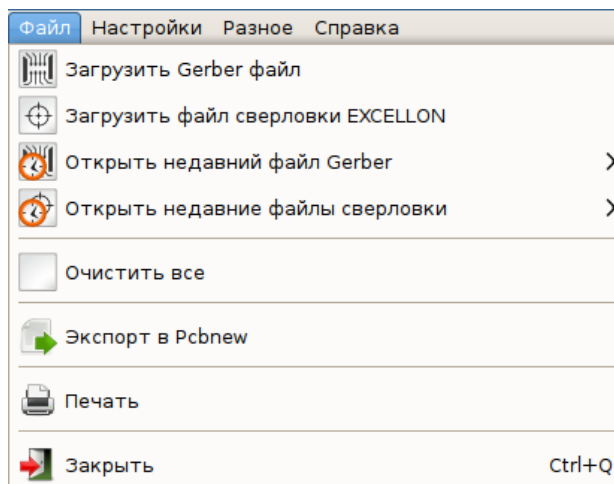 Файл Настройки Разное Справка
Загрузить Gerber файл
Загрузить файл сверловки EXCELLON
Открыть недавний файл Gerber
Открыть недавние файлы сверловки
Очистить все
Экспорт в Pcbnew
Печать
Закрыть Ctrl+Q